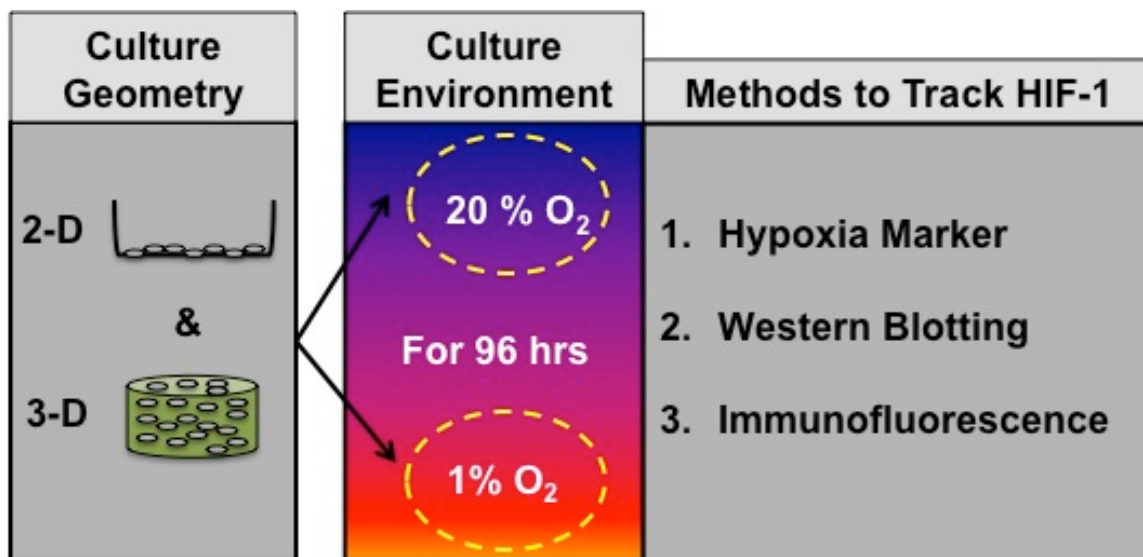 Culture
Geometry
2-D
&
3-D
Culture
Environment
20 % O₂
For 96 hrs
1% O₂
Methods to Track HIF-1
1. Hypoxia Marker
2. Western Blotting
3. Immunofluorescence